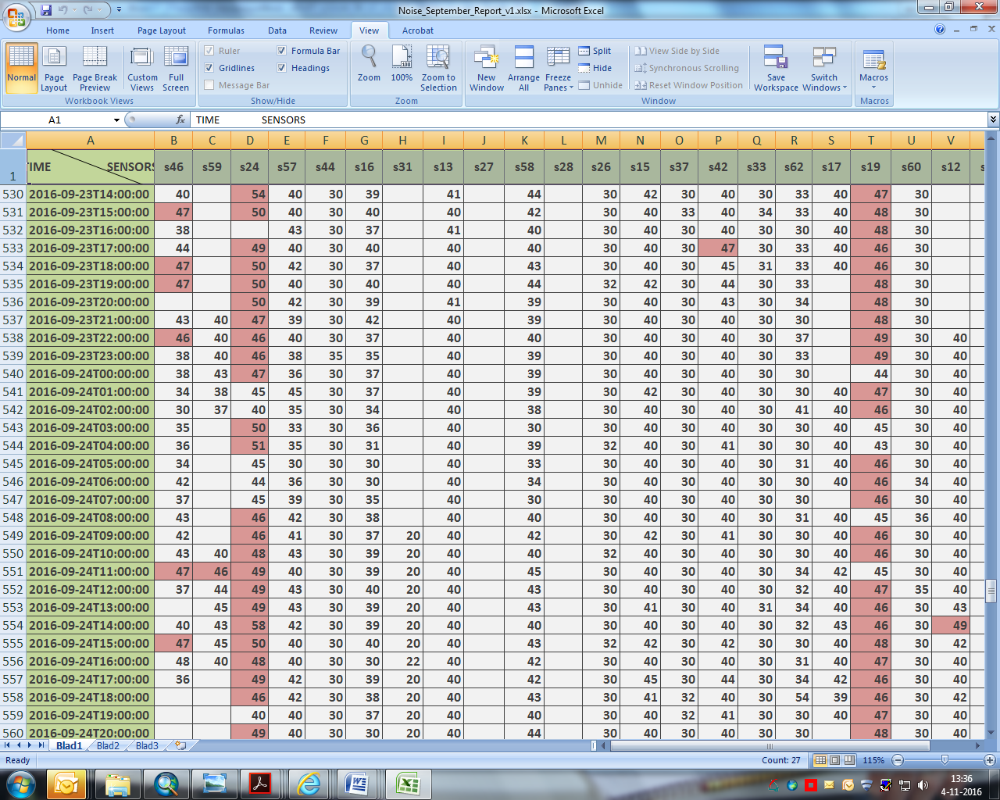 Noise_September_Report_v1.xlsx - Microsoft Excel
Home Insert Page Layout Formulas Data Review View Acrobat
Normal Page Layout Page Break Preview Custom Views Full Screen
Ruler Formula Bar
Gridlines Headings
Message Bar
Zoom 100% Zoom to Selection
New Window Arrange All Freeze Panes
Split View Side by Side
Hide Synchronous Scrolling
Unhide Reset Window Position
Save Workspace Switch Windows Macros
Workbook Views Show/Hide Zoom Window Macros
A1 fx TIME SENSORS
A B C D E F G H I J K L M N O P Q R S T U V
1 TIME SENSORS s46 s59 s24 s57 s44 s16 s31 s13 s27 s58 s28 s26 s15 s37 s42 s33 s62 s17 s19 s60 s12 s
530 2016-09-23T14:00:00 40 54 40 30 39 41 44 30 42 30 40 30 33 40 47 30
531 2016-09-23T15:00:00 47 50 40 30 40 40 42 30 40 33 40 34 33 40 48 30
532 2016-09-23T16:00:00 38 43 30 37 41 40 30 40 30 40 30 30 40 48 30
533 2016-09-23T17:00:00 44 49 40 30 40 40 40 30 40 30 47 30 33 40 46 30
534 2016-09-23T18:00:00 47 50 42 30 37 40 43 30 40 30 45 31 33 40 46 30
535 2016-09-23T19:00:00 47 50 40 30 40 40 44 32 42 30 44 30 33 48 30
536 2016-09-23T20:00:00 50 42 30 39 41 39 30 40 30 43 30 34 48 30
537 2016-09-23T21:00:00 43 40 47 39 30 42 40 39 30 40 30 40 30 30 48 30
538 2016-09-23T22:00:00 46 40 46 40 30 37 40 40 30 40 30 40 30 37 49 30 40
539 2016-09-23T23:00:00 38 40 46 38 35 35 40 39 30 40 30 40 30 33 49 30 40
540 2016-09-24T00:00:00 38 43 47 36 30 37 40 39 30 40 30 40 30 30 44 30 40
541 2016-09-24T01:00:00 34 38 45 45 30 37 40 39 30 42 30 40 30 30 40 47 30 40
542 2016-09-24T02:00:00 30 37 40 35 30 34 40 38 30 40 30 40 30 41 40 46 30 40
543 2016-09-24T03:00:00 35 50 33 30 36 40 30 30 40 30 40 30 30 40 45 30 40
544 2016-09-24T04:00:00 36 51 35 30 31 40 39 32 40 30 41 30 30 40 43 30 40
545 2016-09-24T05:00:00 34 45 30 30 30 40 33 30 40 30 40 30 31 40 46 30 40
546 2016-09-24T06:00:00 42 44 36 30 30 40 34 30 40 30 40 30 30 40 46 34 40
547 2016-09-24T07:00:00 37 45 39 30 35 40 30 30 40 30 40 30 30 46 30 40
548 2016-09-24T08:00:00 43 46 42 30 38 40 40 30 40 30 40 30 31 40 45 36 40
549 2016-09-24T09:00:00 42 46 41 30 37 20 40 42 30 42 30 41 30 30 40 46 30 40
550 2016-09-24T10:00:00 43 40 48 43 30 39 20 40 40 32 40 30 40 30 30 40 46 30 40
551 2016-09-24T11:00:00 47 46 49 40 30 39 20 40 45 30 40 30 40 30 34 42 45 30 40
552 2016-09-24T12:00:00 37 44 49 43 30 40 20 40 43 30 40 30 40 30 32 40 47 35 40
553 2016-09-24T13:00:00 45 49 43 30 39 20 40 43 30 41 30 40 31 34 40 46 30 43
554 2016-09-24T14:00:00 40 43 58 42 30 39 20 40 40 30 40 30 40 30 32 43 46 30 49
555 2016-09-24T15:00:00 47 45 50 40 30 40 20 40 43 32 42 30 42 30 30 40 48 30 42
556 2016-09-24T16:00:00 48 40 48 40 30 30 22 40 42 30 40 30 40 30 31 40 47 30 40
557 2016-09-24T17:00:00 36 49 42 30 39 20 40 42 30 45 30 44 30 34 42 46 30 40
558 2016-09-24T18:00:00 46 42 30 38 20 40 43 30 41 32 40 30 54 39 46 30 42
559 2016-09-24T19:00:00 40 40 30 37 20 40 40 30 40 32 41 30 30 40 47 30 40
560 2016-09-24T20:00:00 49 40 30 30 20 40 44 30 40 30 40 30 30 48 30 40
Blad1 Blad2 Blad3
Ready Count: 27 115%
13:36
4-11-2016